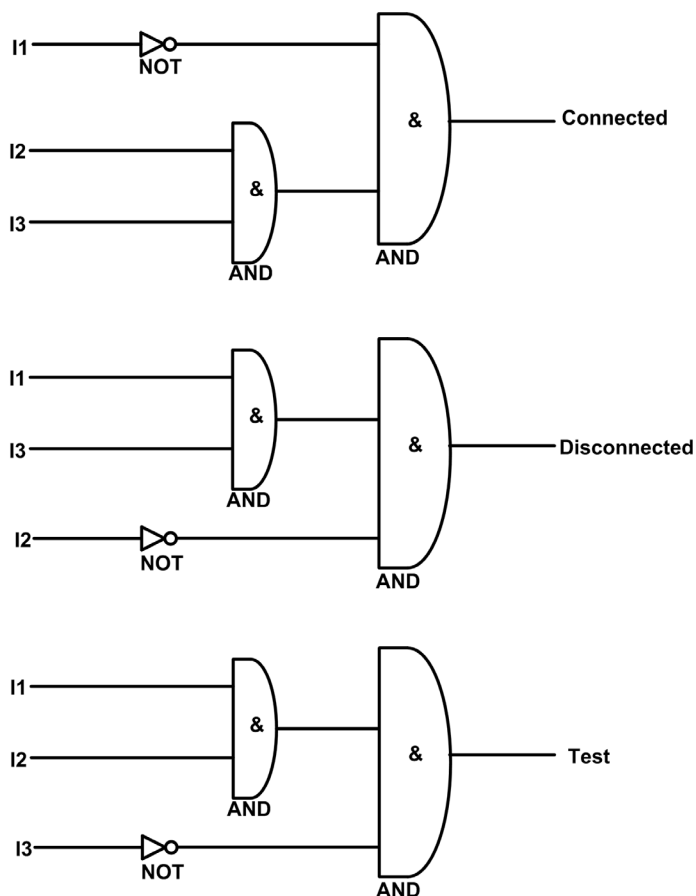 I1
NOT
& Connected
I2
&
I3
AND
AND
I1
&
& Disconnected
I3
AND
I2
NOT
AND
I1
&
& Test
I2
AND
I3
NOT
AND